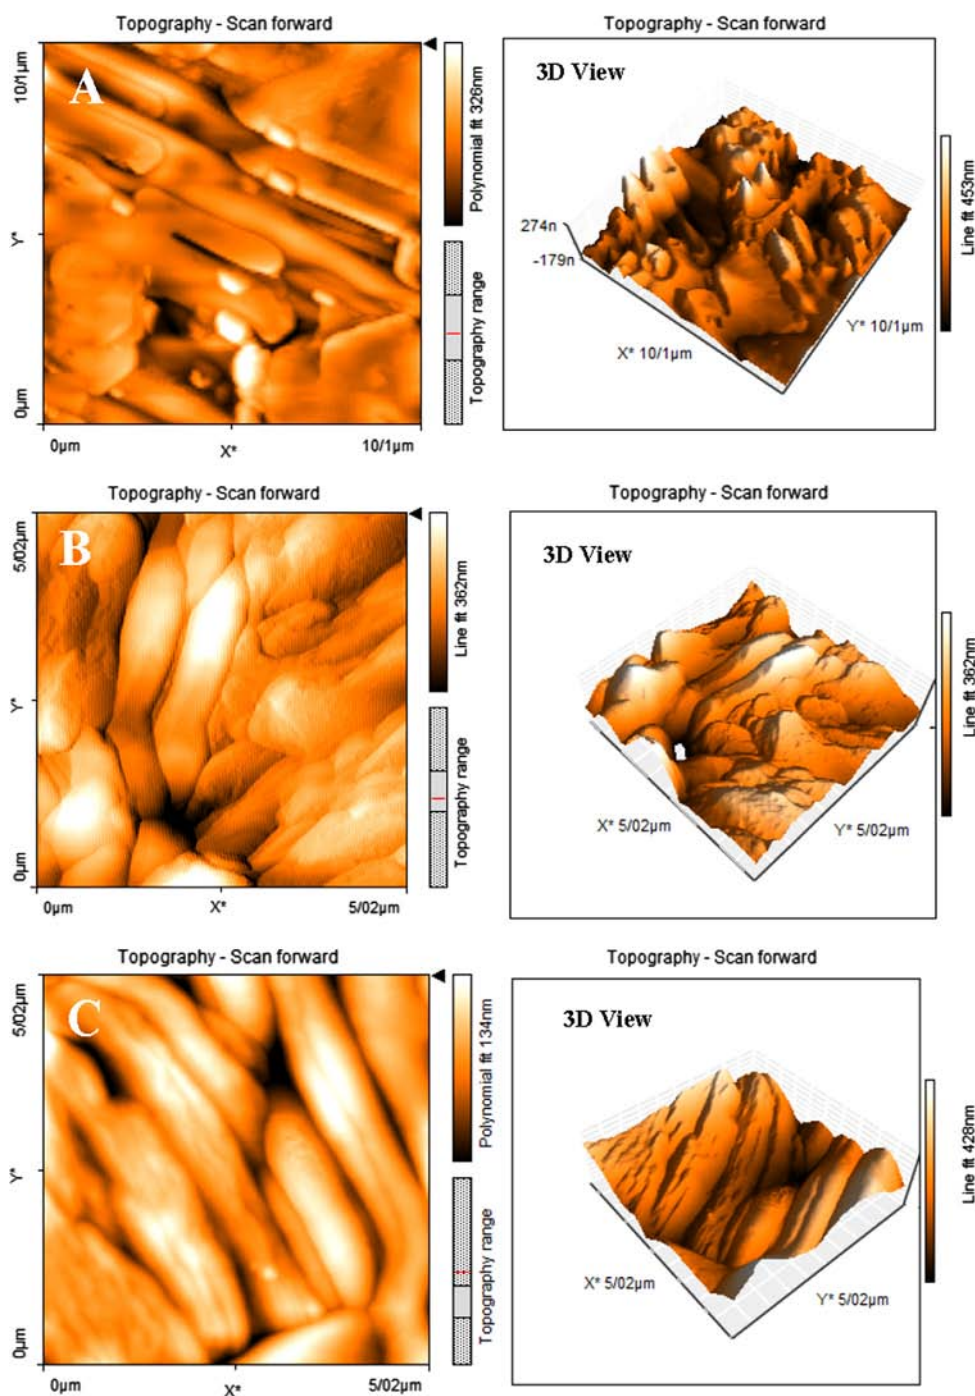 Topography - Scan forward
A
10/1µm
Y*
0µm
0µm
X*
10/1µm
Polynomial fit 326nm
Topography range
Topography - Scan forward
3D View
274n
-179n
X* 10/1µm
Y* 10/1µm
Line fit 453nm
Topography - Scan forward
B
5/02µm
Y*
0µm
0µm
X*
5/02µm
Line fit 362nm
Topography range
Topography - Scan forward
3D View
X* 5/02µm
Y* 5/02µm
Line fit 362nm
Topography - Scan forward
C
5/02µm
Y*
0µm
0µm
X*
5/02µm
Polynomial fit 134nm
Topography range
Topography - Scan forward
3D View
X* 5/02µm
Y* 5/02µm
Line fit 428nm